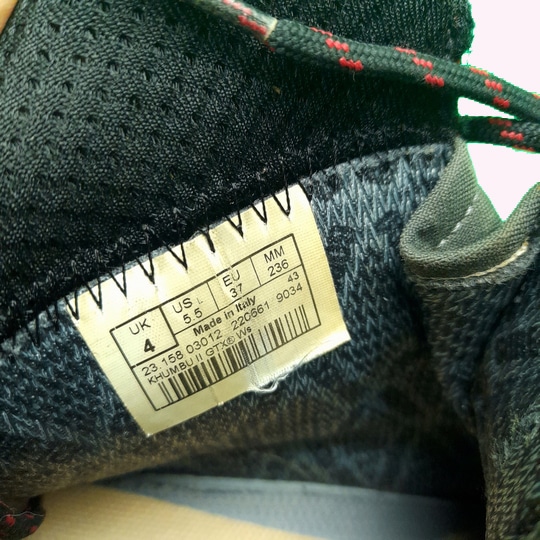 UK US L EU MM
4 5.5 37 236
Made in Italy 43
23 158 03012 220661 9034
KHUMBU II GTX® Ws